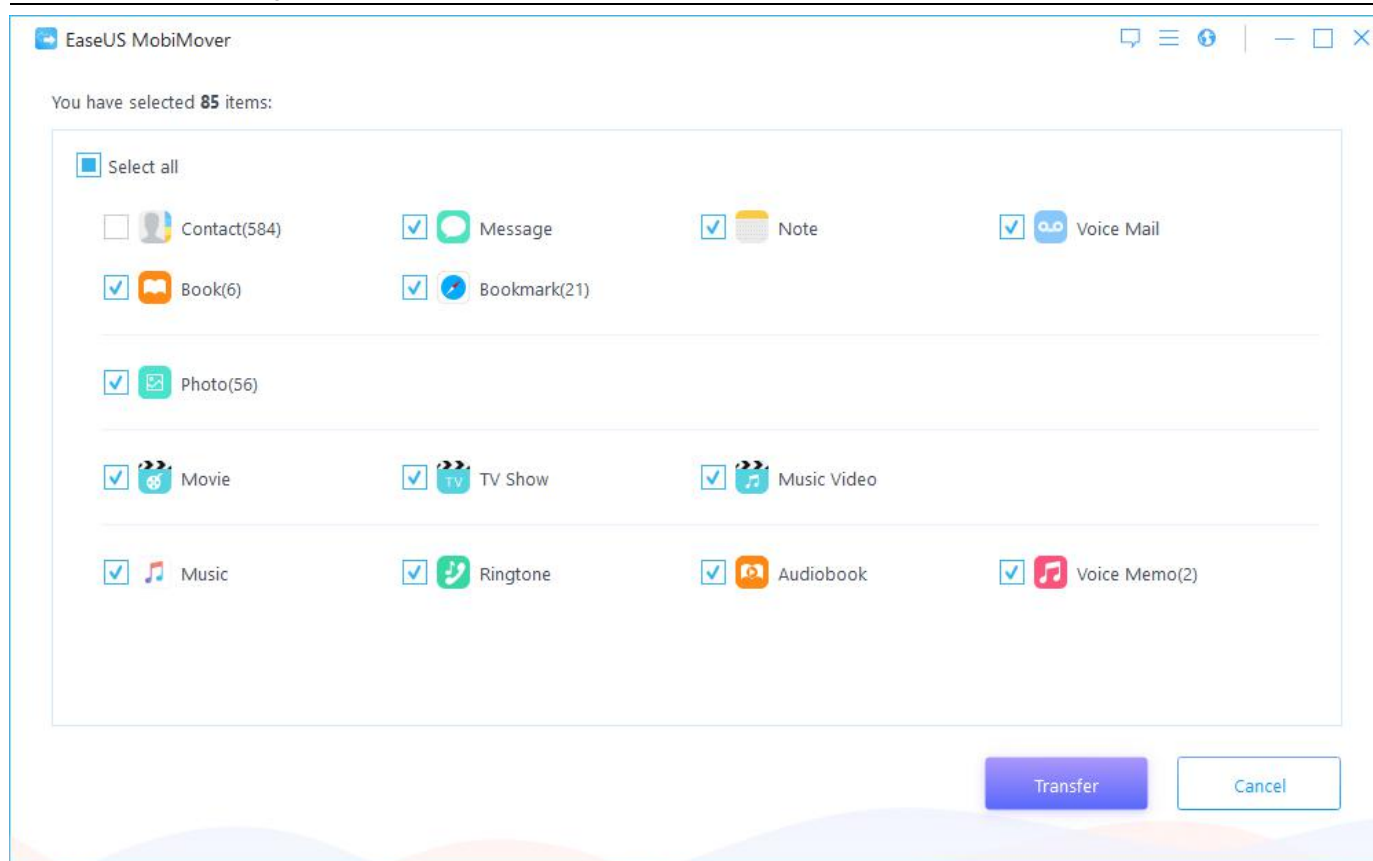 EaseUS MobiMover
You have selected 85 items:
Select all
Contact(584) Message Note Voice Mail
Book(6) Bookmark(21)
Photo(56)
Movie TV TV Show Music Video
Music Ringtone Audiobook Voice Memo(2)
Transfer Cancel